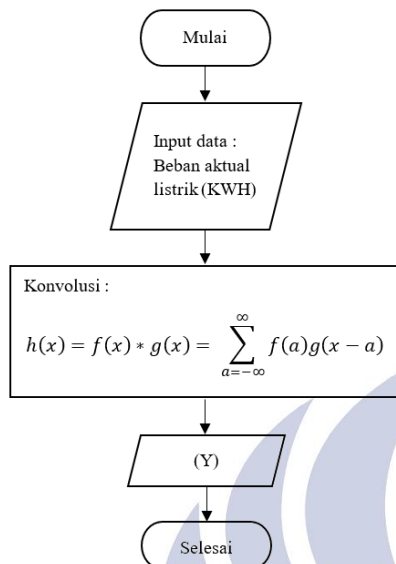 Mulai
Input data :
Beban aktual
listrik (KWH)
Konvolusi :
h(x) = f(x) * g(x) = ∑_{a=-∞}^{∞} f(a)g(x - a)
(Y)
Selesai